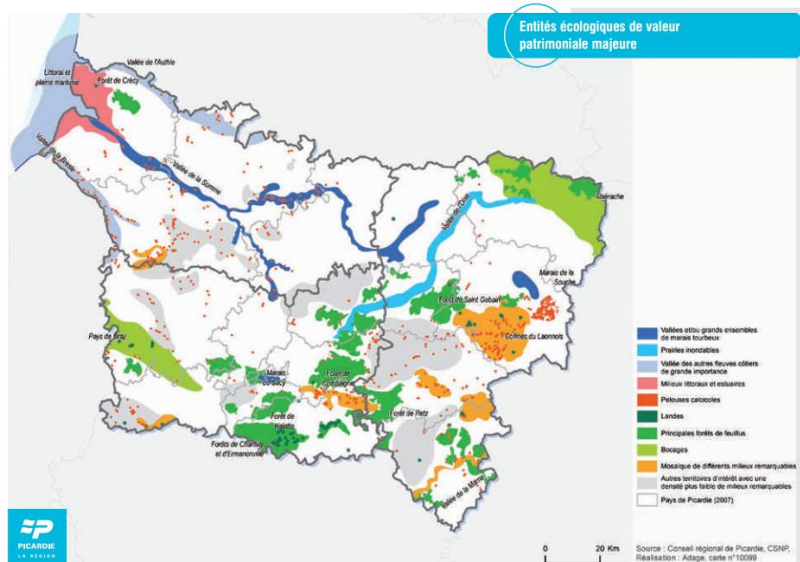 Entités écologiques de valeur
patrimoniale majeure
Vallée de l'Authie
Littoral et
plaine maritime
Forêt de Crécy
Vallée de la Bresle
Vallée de la Somme
Vallée de l'Oise
Thiérache
Marais de la
Souche
Forêt de Saint Gobain
Collines du Laonnois
Pays de Bray
Marais
de Sacy
Forêt de
Compiègne
Forêt de
Halatte
Forêt de Retz
Forêts de Chantilly
et d'Ermenonville
Vallée de la Marne
Vallées et/ou grands ensembles
de marais tourbeux
Prairies inondables
Vallée des autres fleuves côtiers
de grande importance
Milieux littoraux et estuaires
Pelouses calcicoles
Landes
Principales forêts de feuillus
Bocages
Mosaïque de différents milieux remarquables
Autres territoires d'intérêt avec une
densité plus faible de milieux remarquables
Pays de Picardie (2007)
PICARDIE
LA RÉGION
0 20 Km
Source : Conseil régional de Picardie, CSNP,
Réalisation : Adage, carte n°10099